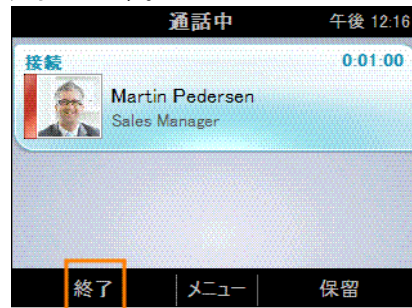 通話中 午後 12:16
接続 0:01:00
Martin Pedersen
Sales Manager
終了 メニュー 保留